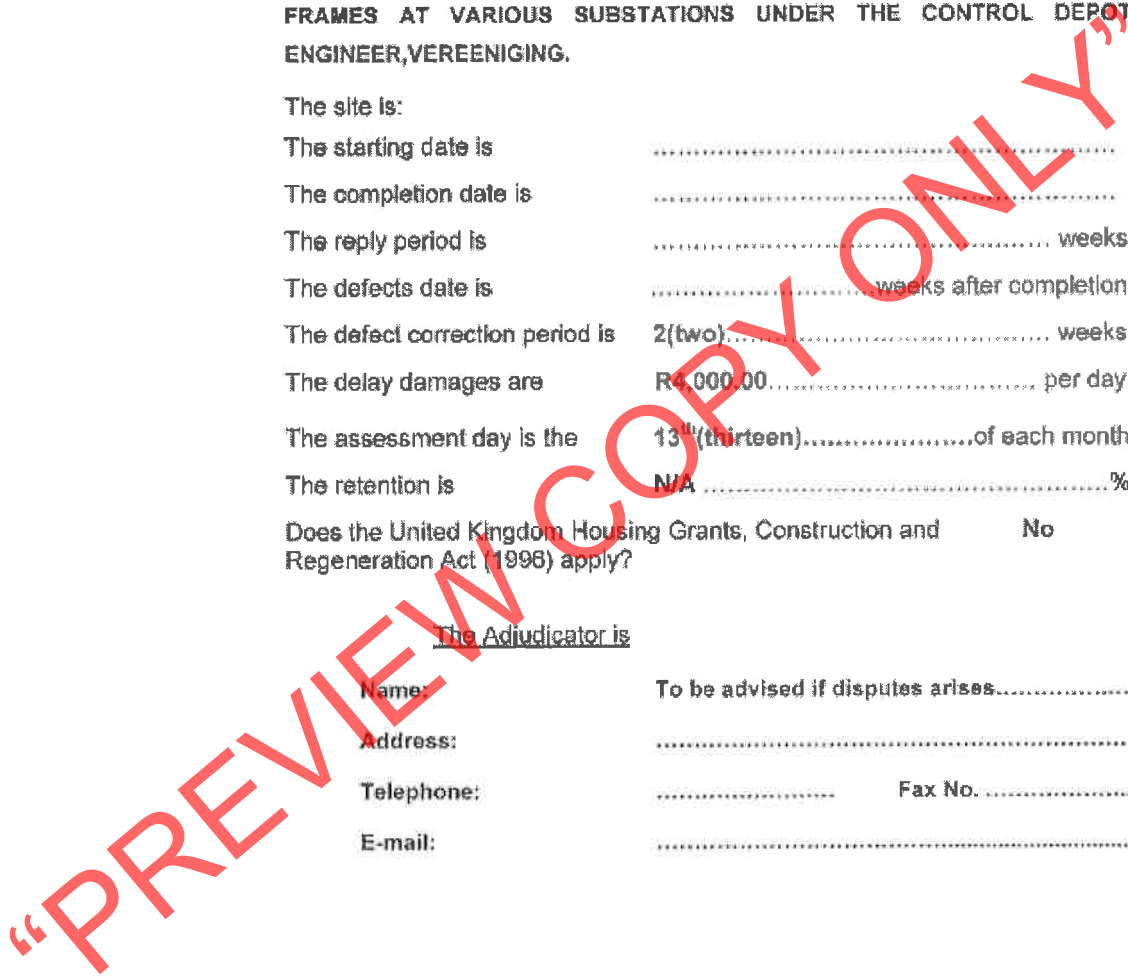 FRAMES AT VARIOUS SUBSTATIONS UNDER THE CONTROL DEPOT
ENGINEER,VEREENIGING.
The site is:
The starting date is ........................................................
The completion date is ........................................................
The reply period is ................................................ weeks
The defects date is ...........................weeks after completion
The defect correction period is 2(two)....................................... weeks
The delay damages are R4,000.00................................ per day
The assessment day is the 13th(thirteen).....................of each month
The retention is N/A .................................................%
Does the United Kingdom Housing Grants, Construction and No
Regeneration Act (1996) apply?
The Adjudicator is
Name: To be advised if disputes arises..................
Address: ........................................................
Telephone: ...................... Fax No. ..................
E-mail: ........................................................
"PREVIEW COPY ONLY"